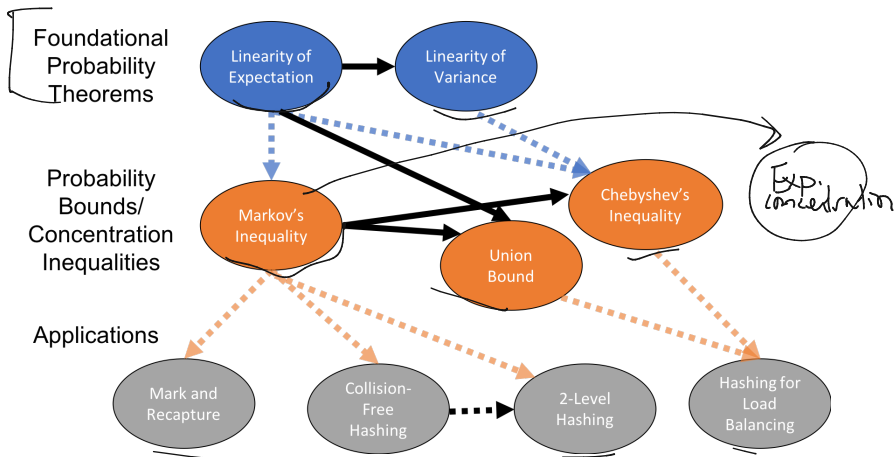 Foundational
Probability
Theorems
Linearity of
Expectation
Linearity of
Variance
Probability
Bounds/
Concentration
Inequalities
Markov's
Inequality
Union
Bound
Chebyshev's
Inequality
Exp.
concentration
Applications
Mark and
Recapture
Collision-
Free
Hashing
2-Level
Hashing
Hashing for
Load
Balancing